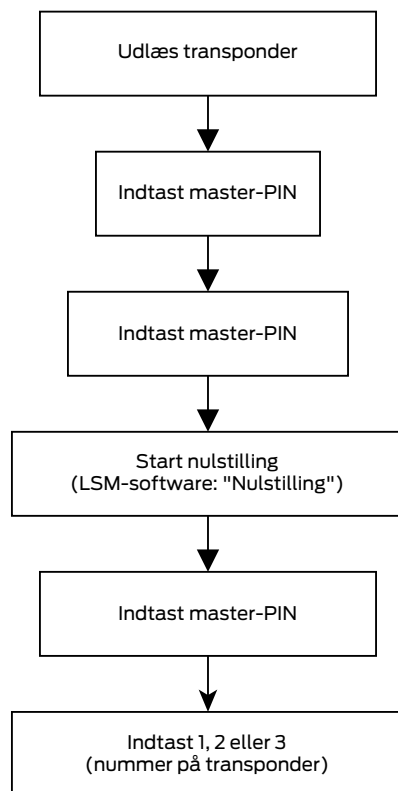 Udlæs transponder
Indtast master-PIN
Indtast master-PIN
Start nulstilling
(LSM-software: "Nulstilling")
Indtast master-PIN
Indtast 1, 2 eller 3
(nummer på transponder)